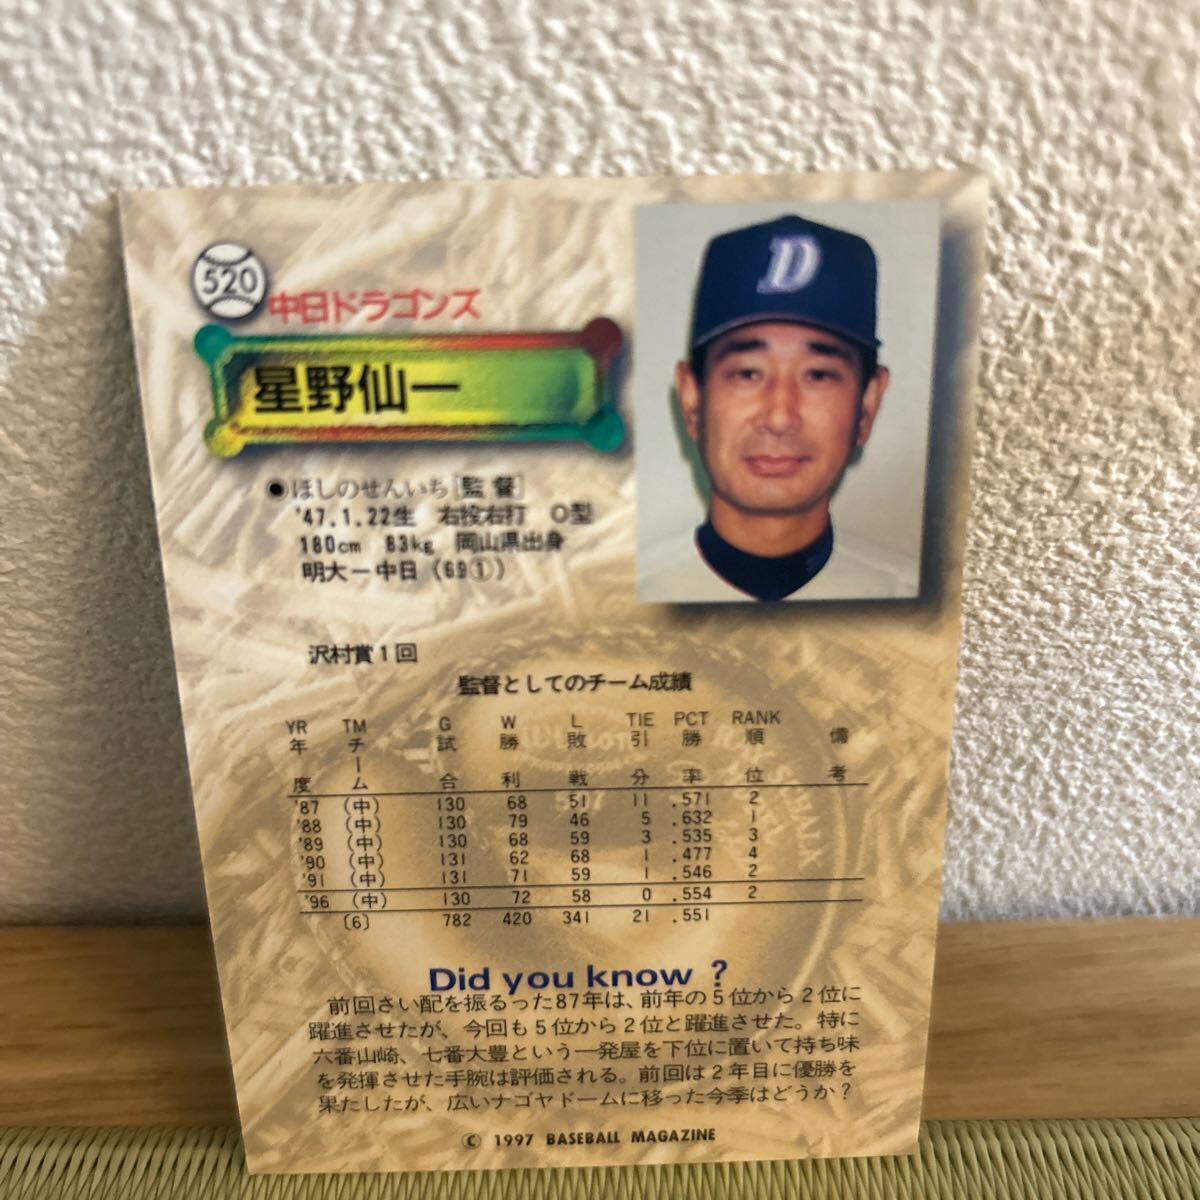 520
中日ドラゴンズ
D
星野仙一
●ほしのせんいち[監督]
'47.1.22生 右投右打 O型
180cm 83kg 岡山県出身
明大－中日(69①)
沢村賞1回
監督としてのチーム成績
YR TM G W L TIE PCT RANK
年度 チーム 試合 勝利 敗戦 引分 勝率 順位 備考
'87 (中) 130 68 51 11 .571 2
'88 (中) 130 79 46 5 .632 1
'89 (中) 130 68 59 3 .535 3
'90 (中) 131 62 68 1 .477 4
'91 (中) 131 71 59 1 .546 2
'96 (中) 130 72 58 0 .554 2
〔6〕 782 420 341 21 .551
Did you know ?
前回さい配を振るった87年は、前年の5位から2位に
躍進させたが、今回も5位から2位と躍進させた。特に
六番山崎、七番大豊という一発屋を下位に置いて持ち味
を発揮させた手腕は評価される。前回は2年目に優勝を
果たしたが、広いナゴヤドームに移った今季はどうか?
© 1997 BASEBALL MAGAZINE